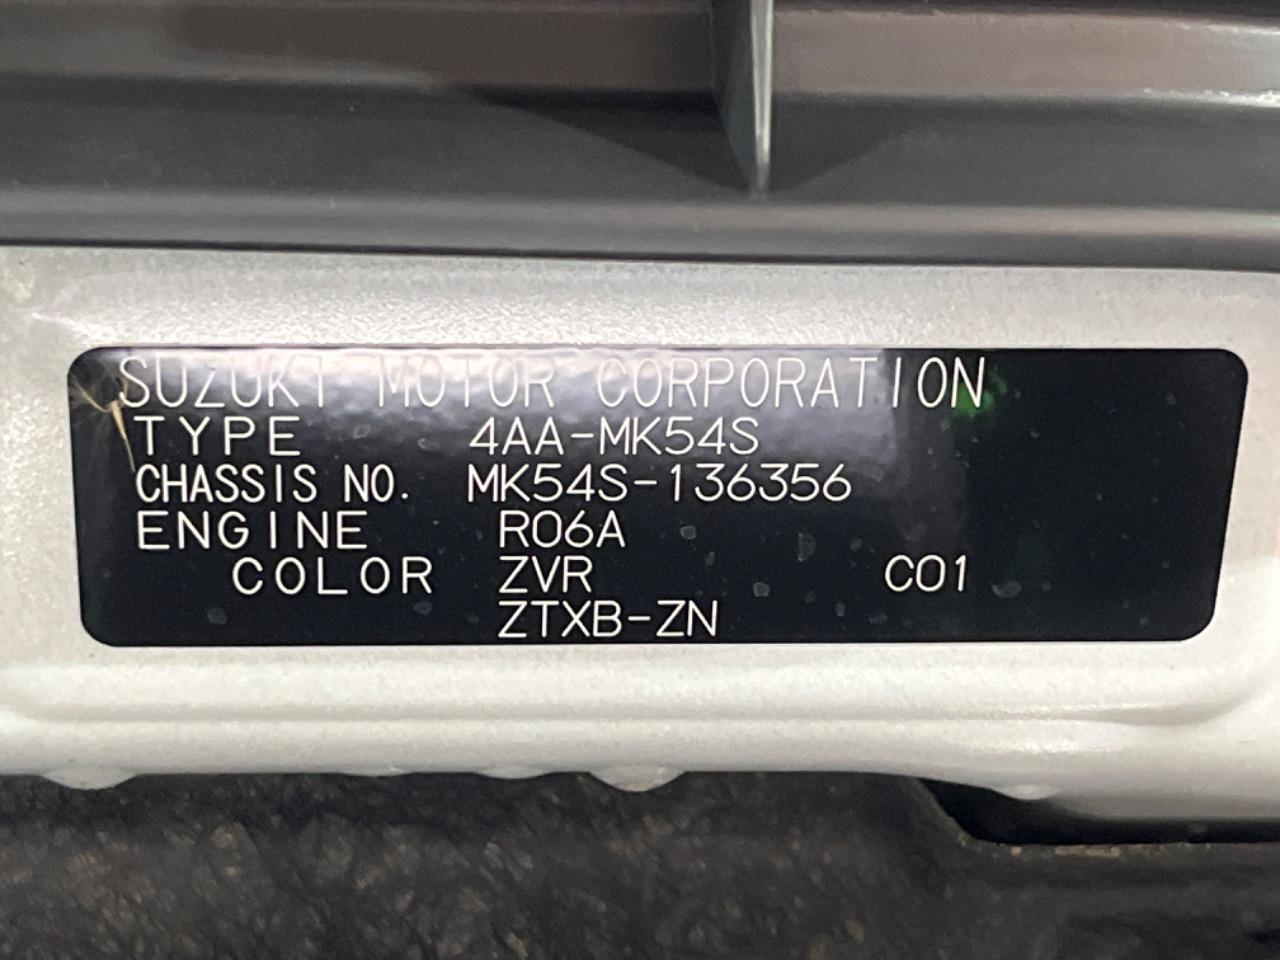 SUZUKI MOTOR CORPORATION
TYPE 4AA-MK54S
CHASSIS NO. MK54S-136356
ENGINE R06A
COLOR ZVR C01
ZTXB-ZN